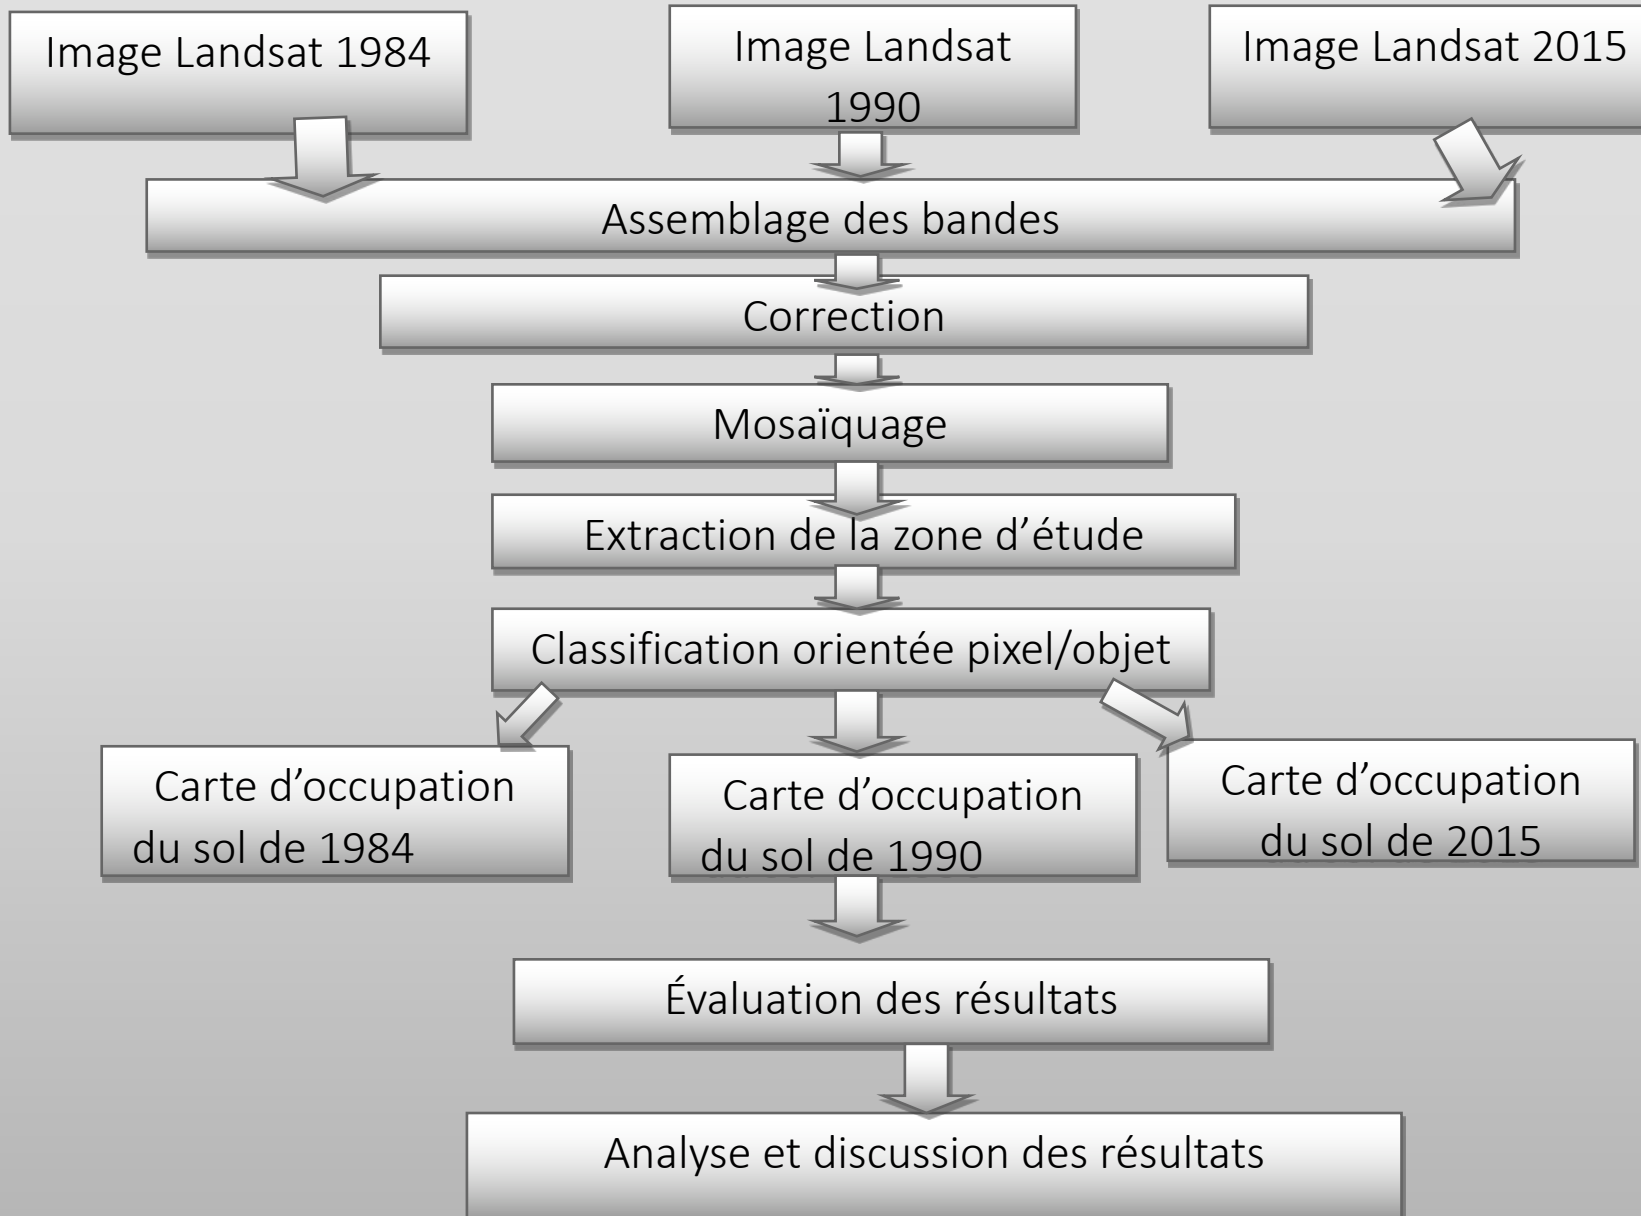 Image Landsat 1984
Image Landsat
1990
Image Landsat 2015
Assemblage des bandes
Correction
Mosaïquage
Extraction de la zone d’étude
Classification orientée pixel/objet
Carte d’occupation
du sol de 1984
Carte d’occupation
du sol de 1990
Carte d’occupation
du sol de 2015
Évaluation des résultats
Analyse et discussion des résultats